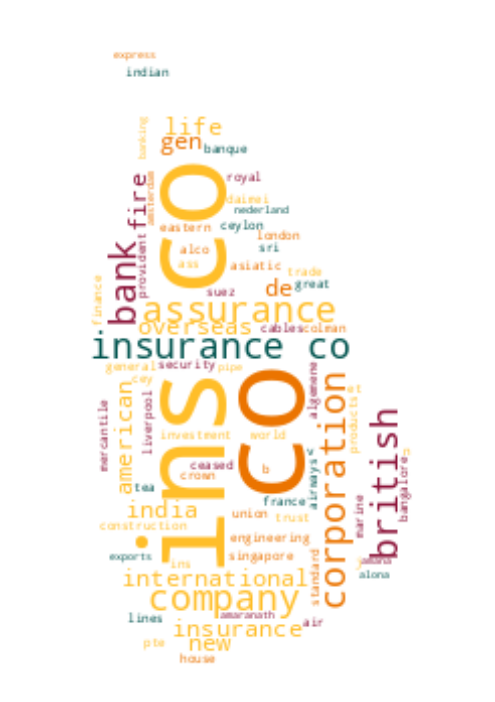 express
indian
life
banking
gen
banque
ins co
royal
fire
amsterdam
daimei
nederland
eastern
ceylon
london
bank
provident
alco
sri
ass
asiatic
trade
finance
suez
de
great
assurance
overseas
cables
colman
insurance co
general
security
pipe
cey
co
algemene
american
corporation
products
mercantile
liverpool
british
investment
world
ceased
b
crown
airways
bangalore
tea
france
india
union
trust
marine
construction
engineering
exports
singapore
ins
standard
international
alona
company
lines
amaranath
air
insurance
pte
new
house